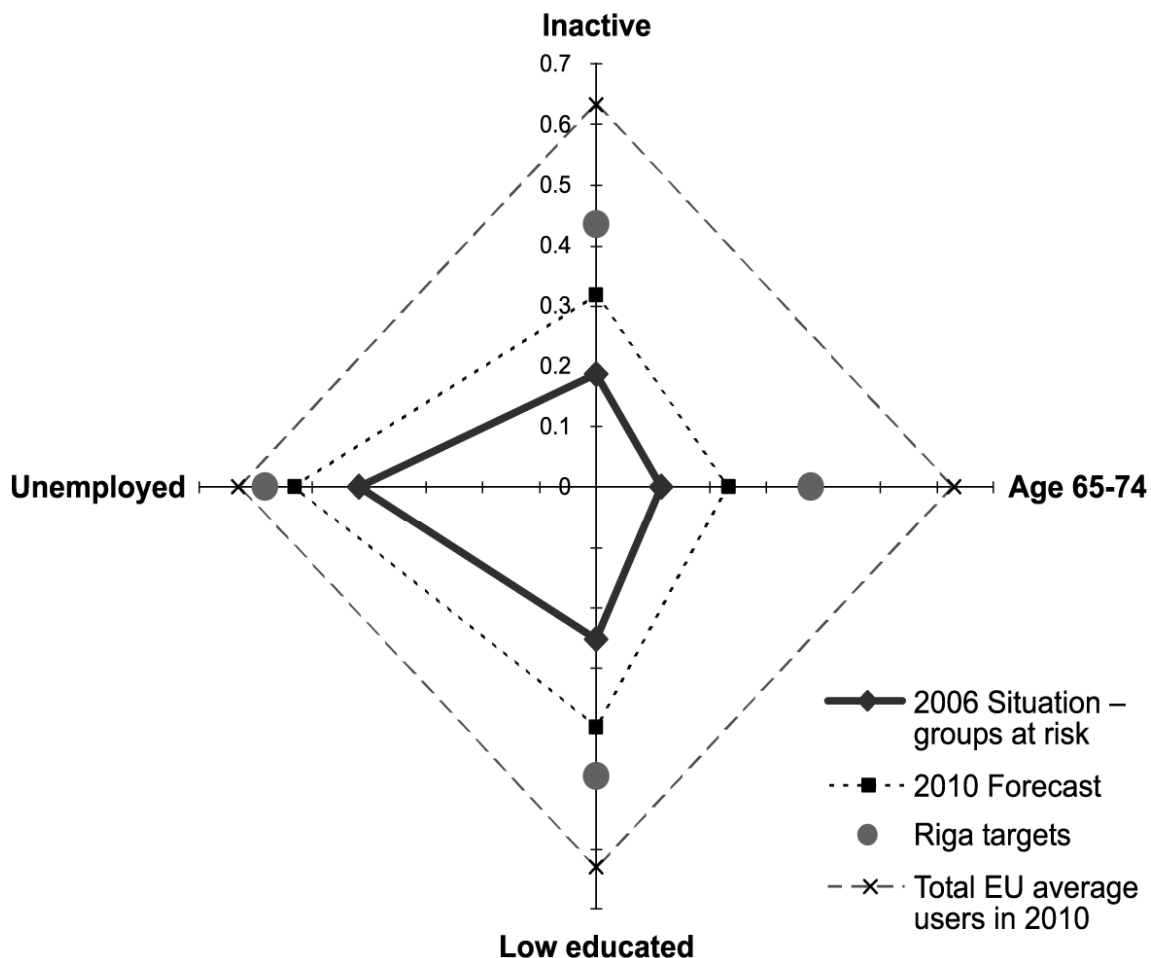 Inactive
0.7
0.6
0.5
0.4
0.3
0.2
0.1
0
Unemployed
Age 65-74
2006 Situation –
groups at risk
2010 Forecast
Riga targets
Total EU average
users in 2010
Low educated